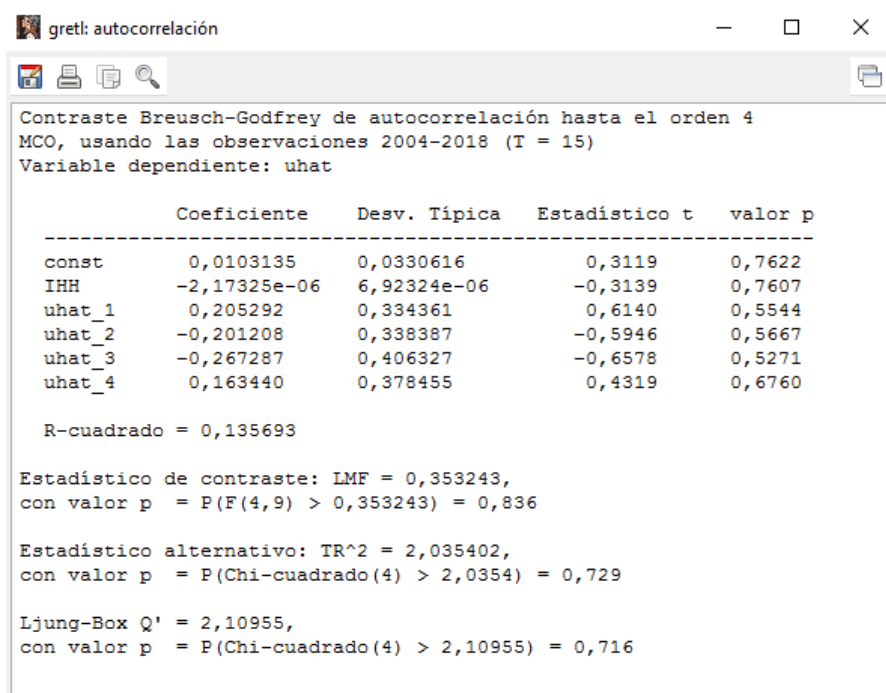 gretl: autocorrelación
Contraste Breusch-Godfrey de autocorrelación hasta el orden 4
MCO, usando las observaciones 2004-2018 (T = 15)
Variable dependiente: uhat
Coeficiente Desv. Típica Estadístico t valor p
----------------------------------------------------------------
const 0,0103135 0,0330616 0,3119 0,7622
IHH -2,17325e-06 6,92324e-06 -0,3139 0,7607
uhat_1 0,205292 0,334361 0,6140 0,5544
uhat_2 -0,201208 0,338387 -0,5946 0,5667
uhat_3 -0,267287 0,406327 -0,6578 0,5271
uhat_4 0,163440 0,378455 0,4319 0,6760
R-cuadrado = 0,135693
Estadístico de contraste: LMF = 0,353243,
con valor p = P(F(4,9) > 0,353243) = 0,836
Estadístico alternativo: TR^2 = 2,035402,
con valor p = P(Chi-cuadrado(4) > 2,0354) = 0,729
Ljung-Box Q' = 2,10955,
con valor p = P(Chi-cuadrado(4) > 2,10955) = 0,716